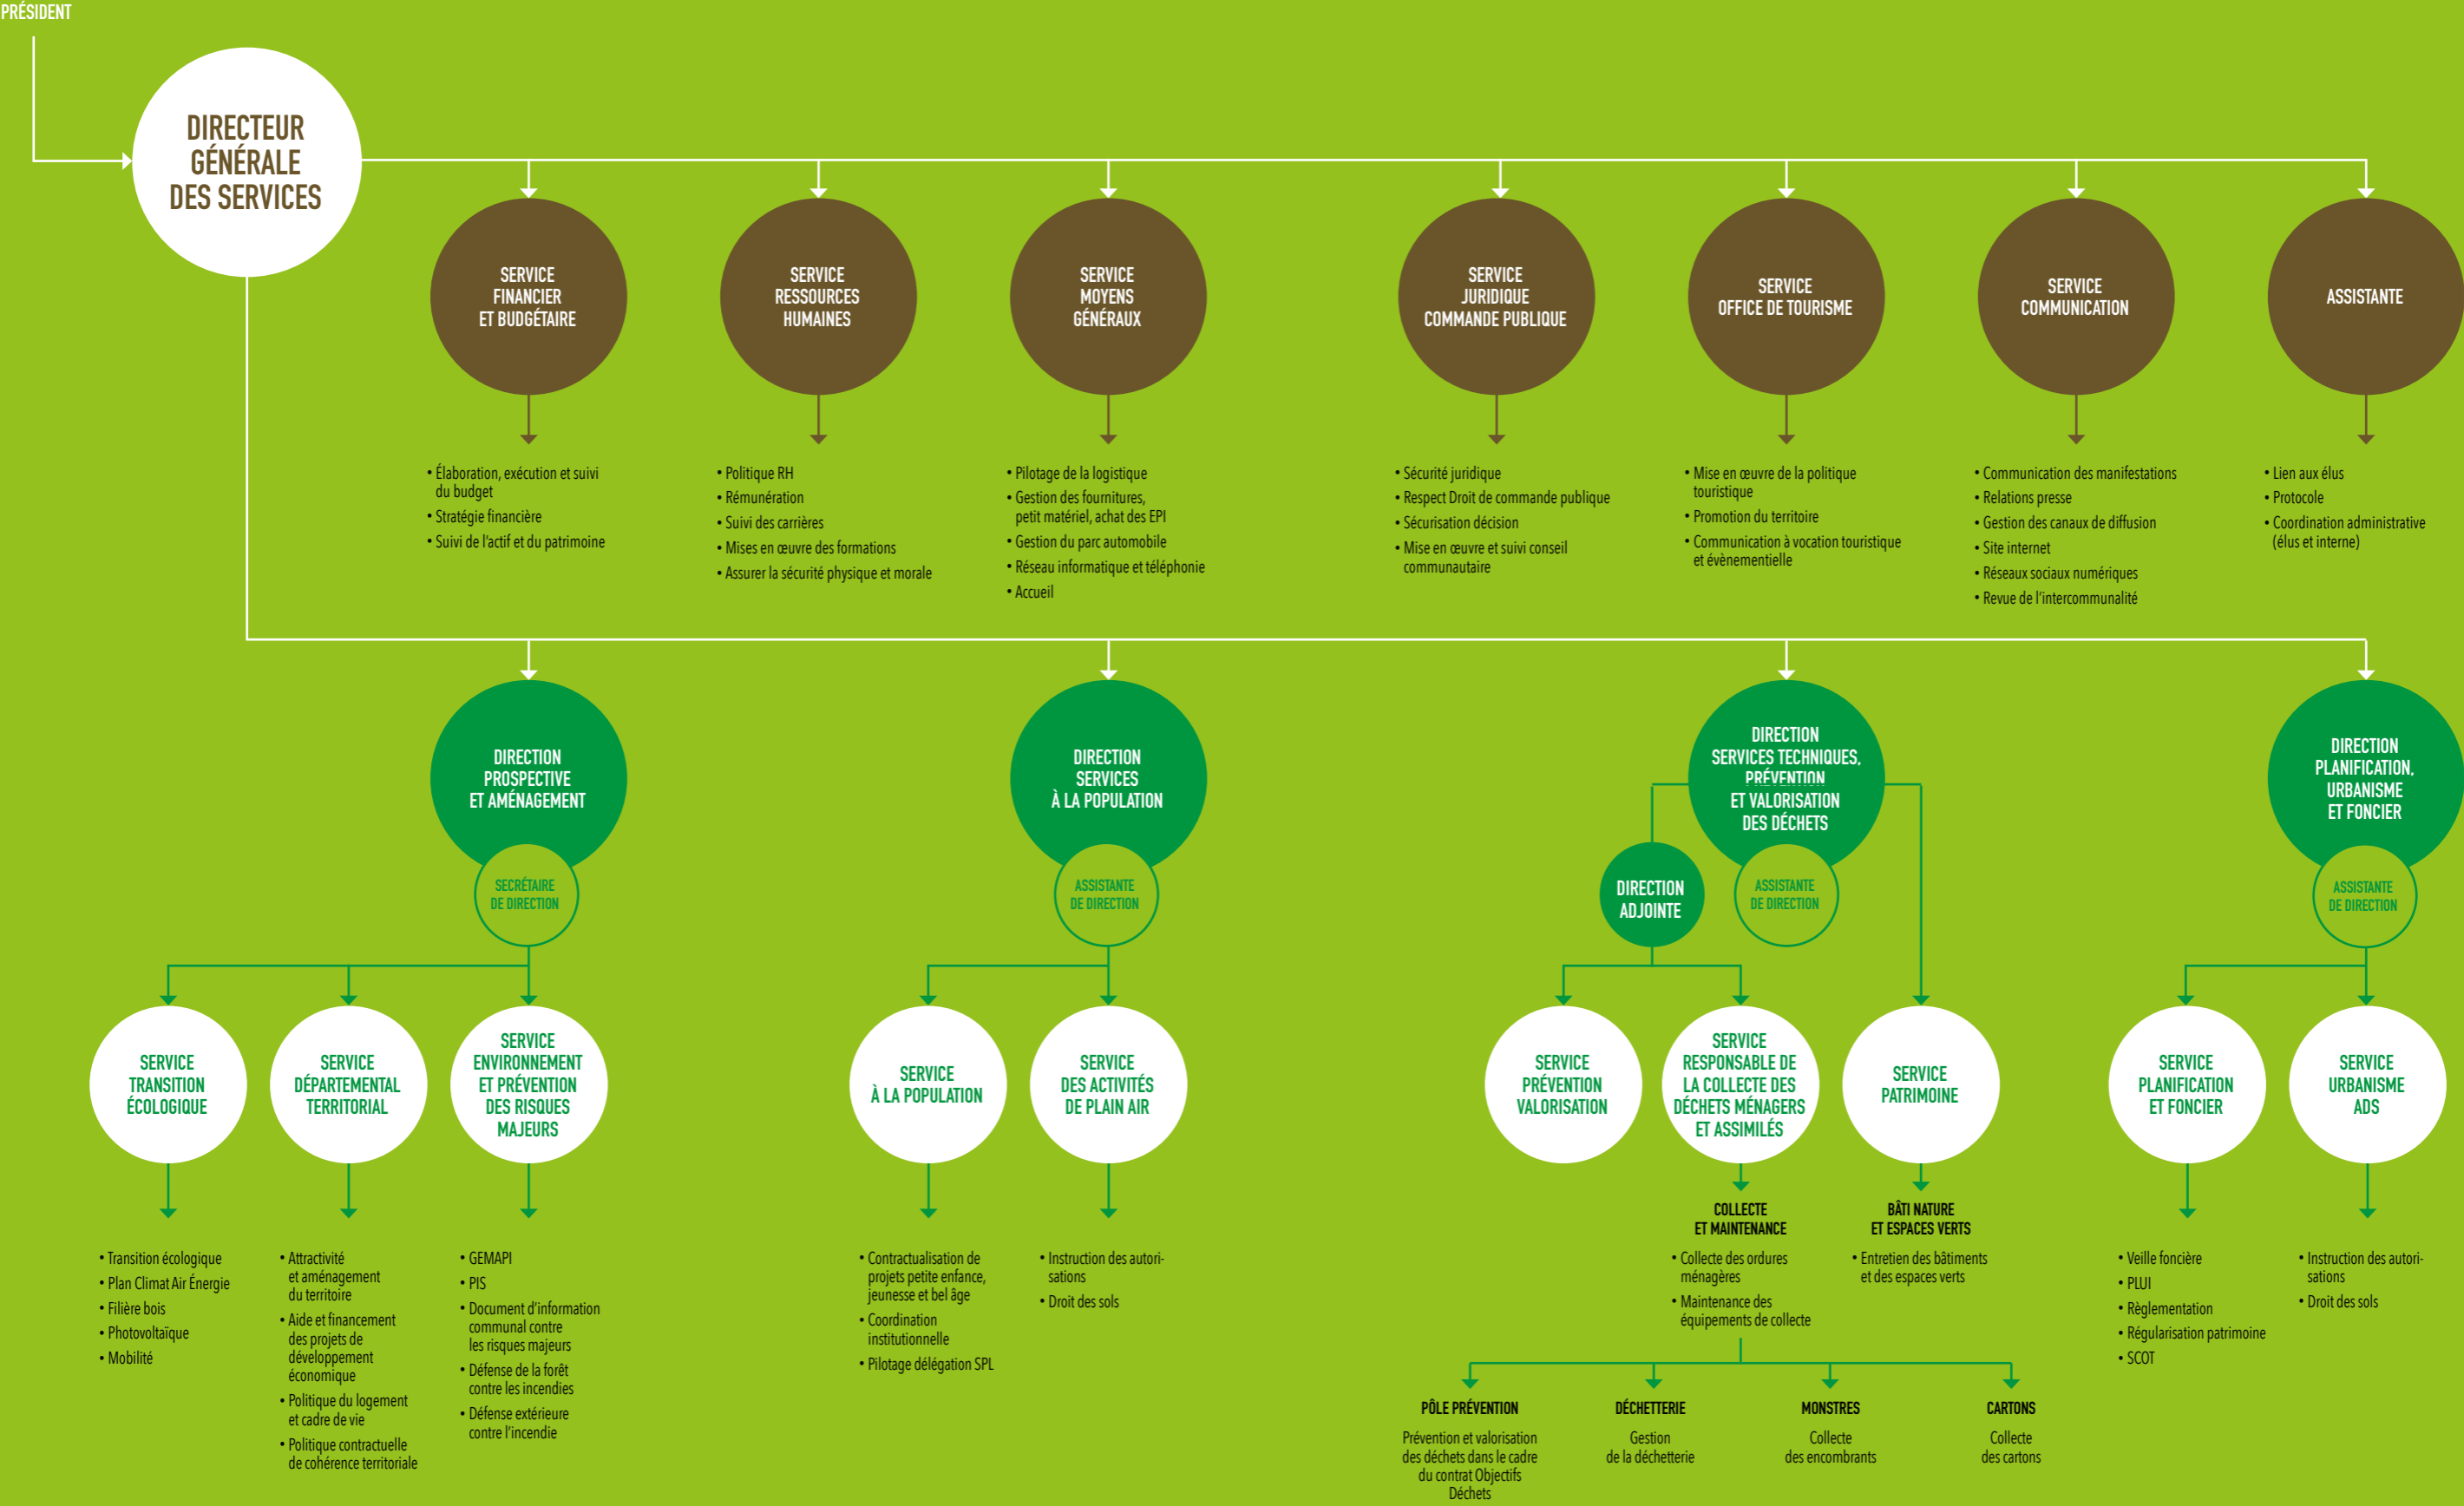 PRÉSIDENT
DIRECTEUR
GÉNÉRALE
DES SERVICES
SERVICE
FINANCIER
ET BUDGÉTAIRE
SERVICE
RESSOURCES
HUMAINES
SERVICE
MOYENS
GÉNÉRAUX
SERVICE
JURIDIQUE
COMMANDE PUBLIQUE
SERVICE
OFFICE DE TOURISME
SERVICE
COMMUNICATION
ASSISTANTE
• Élaboration, exécution et suivi
du budget
• Stratégie financière
• Suivi de l'actif et du patrimoine
• Politique RH
• Rémunération
• Suivi des carrières
• Mises en œuvre des formations
• Assurer la sécurité physique et morale
• Pilotage de la logistique
• Gestion des fournitures,
petit matériel, achat des EPI
• Gestion du parc automobile
• Réseau informatique et téléphonie
• Accueil
• Sécurité juridique
• Respect Droit de commande publique
• Sécurisation décision
• Mise en œuvre et suivi conseil
communautaire
• Mise en œuvre de la politique
touristique
• Promotion du territoire
• Communication à vocation touristique
et évènementielle
• Communication des manifestations
• Relations presse
• Gestion des canaux de diffusion
• Site internet
• Réseaux sociaux numériques
• Revue de l'intercommunalité
• Lien aux élus
• Protocole
• Coordination administrative
(élus et interne)
DIRECTION
PROSPECTIVE
ET AMÉNAGEMENT
SECRÉTAIRE
DE DIRECTION
DIRECTION
SERVICES
À LA POPULATION
ASSISTANTE
DE DIRECTION
DIRECTION
SERVICES TECHNIQUES,
PRÉVENTION
ET VALORISATION
DES DÉCHETS
DIRECTION
ADJOINTE
ASSISTANTE
DE DIRECTION
DIRECTION
PLANIFICATION,
URBANISME
ET FONCIER
ASSISTANTE
DE DIRECTION
SERVICE
TRANSITION
ÉCOLOGIQUE
SERVICE
DÉPARTEMENTAL
TERRITORIAL
SERVICE
ENVIRONNEMENT
ET PRÉVENTION
DES RISQUES
MAJEURS
SERVICE
À LA POPULATION
SERVICE
DES ACTIVITÉS
DE PLAIN AIR
SERVICE
PRÉVENTION
VALORISATION
SERVICE
RESPONSABLE DE
LA COLLECTE DES
DÉCHETS MÉNAGERS
ET ASSIMILÉS
SERVICE
PATRIMOINE
SERVICE
PLANIFICATION
ET FONCIER
SERVICE
URBANISME
ADS
• Transition écologique
• Plan Climat Air Énergie
• Filière bois
• Photovoltaïque
• Mobilité
• Attractivité
et aménagement
du territoire
• Aide et financement
des projets de
développement
économique
• Politique du logement
et cadre de vie
• Politique contractuelle
de cohérence territoriale
• GEMAPI
• PIS
• Document d'information
communal contre
les risques majeurs
• Défense de la forêt
contre les incendies
• Défense extérieure
contre l'incendie
• Contractualisation de
projets petite enfance,
jeunesse et bel âge
• Coordination
institutionnelle
• Pilotage délégation SPL
• Instruction des autori-
sations
• Droit des sols
COLLECTE
ET MAINTENANCE
• Collecte des ordures
ménagères
• Maintenance des
équipements de collecte
BÂTI NATURE
ET ESPACES VERTS
• Entretien des bâtiments
et des espaces verts
• Veille foncière
• PLUI
• Règlementation
• Régularisation patrimoine
• SCOT
• Instruction des autori-
sations
• Droit des sols
PÔLE PRÉVENTION
Prévention et valorisation
des déchets dans le cadre
du contrat Objectifs
Déchets
DÉCHETTERIE
Gestion
de la déchetterie
MONSTRES
Collecte
des encombrants
CARTONS
Collecte
des cartons